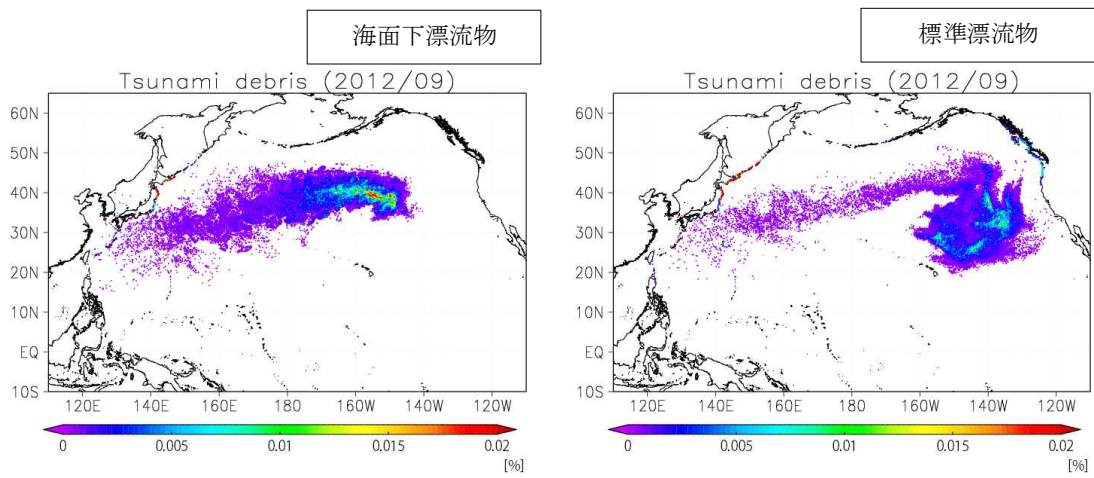 海面下漂流物
Tsunami debris (2012/09)
60N
50N
40N
30N
20N
10N
EQ
10S
120E 140E 160E 180 160W 140W 120W
0 0.005 0.01 0.015 0.02
[%]
標準漂流物
Tsunami debris (2012/09)
60N
50N
40N
30N
20N
10N
EQ
10S
120E 140E 160E 180 160W 140W 120W
0 0.005 0.01 0.015 0.02
[%]